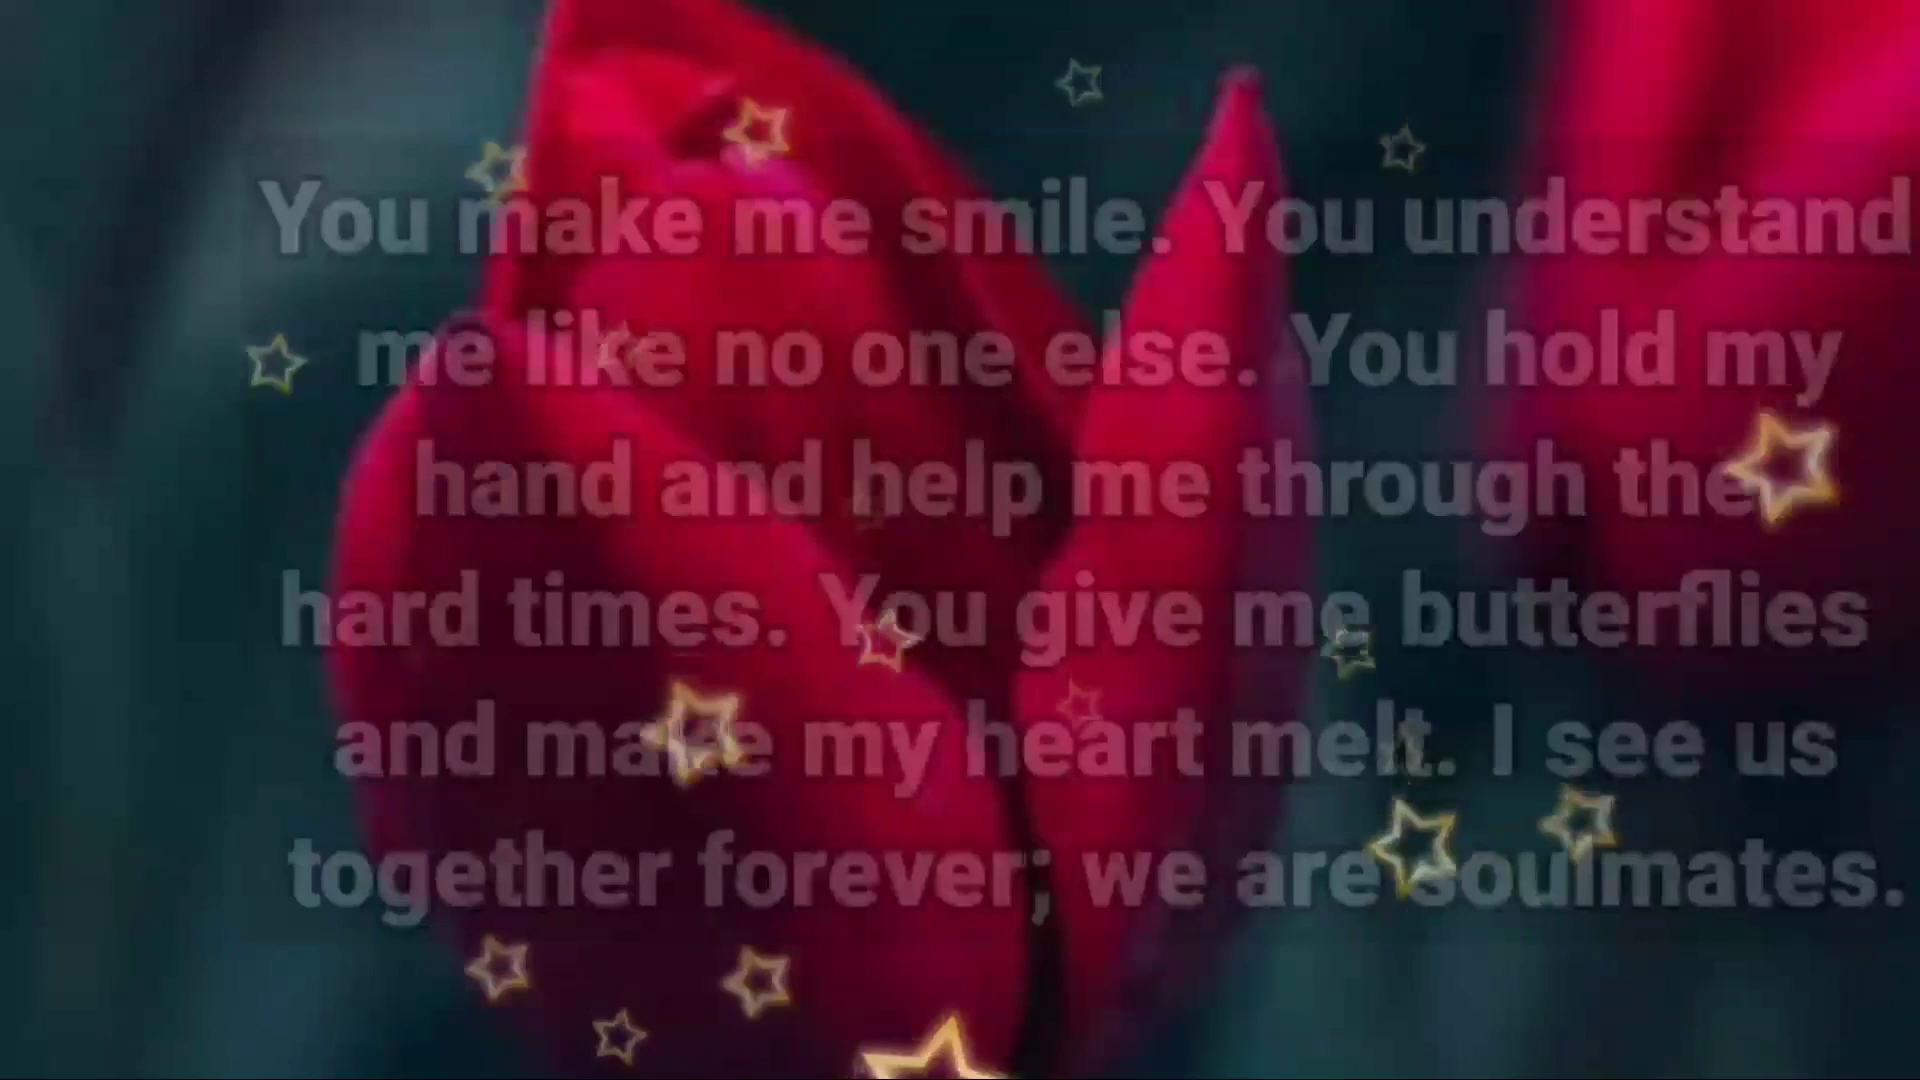 You make me smile. You understand
me like no one else. You hold my
hand and help me through the
hard times. You give me butterflies
and make my heart melt. I see us
together forever; we are soulmates.